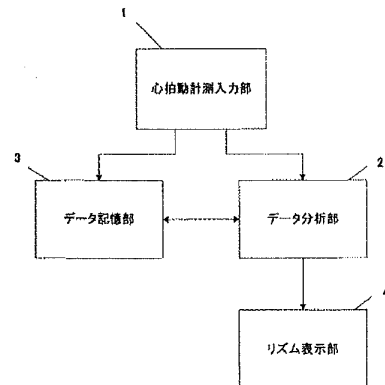 1
心拍動計測入力部
3
データ記憶部
2
データ分析部
4
リズム表示部